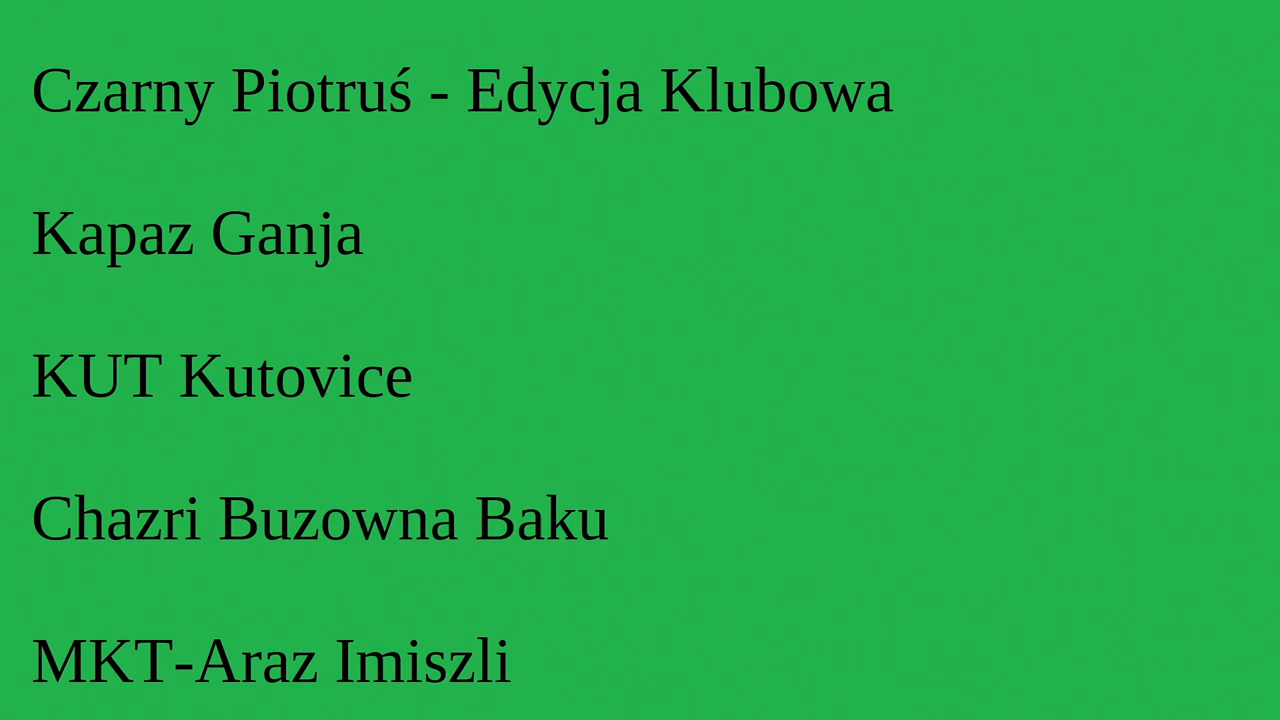 Czarny Piotruś - Edycja Klubowa
Kapaz Ganja
KUT Kutovice
Chazri Buzowna Baku
MKT-Araz Imiszli